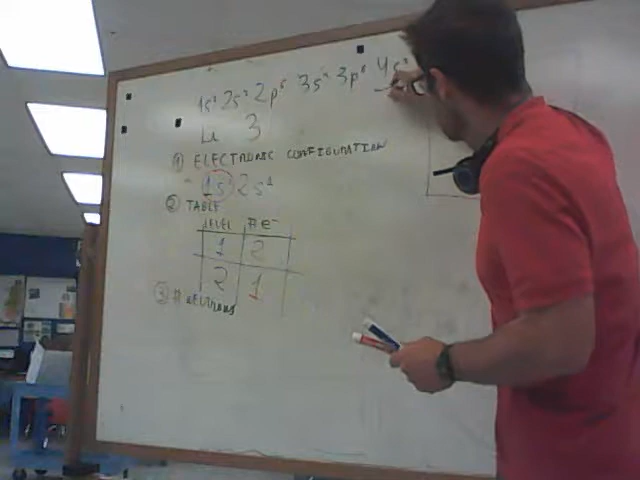 1s² 2s² 2p⁶ 3s² 3p⁶ 4s²
Li 3
① ELECTRONIC CONFIGURATION
1s² 2s¹
② TABLE
LEVEL # e⁻
1 2
2 1
③ # NEUTRONS